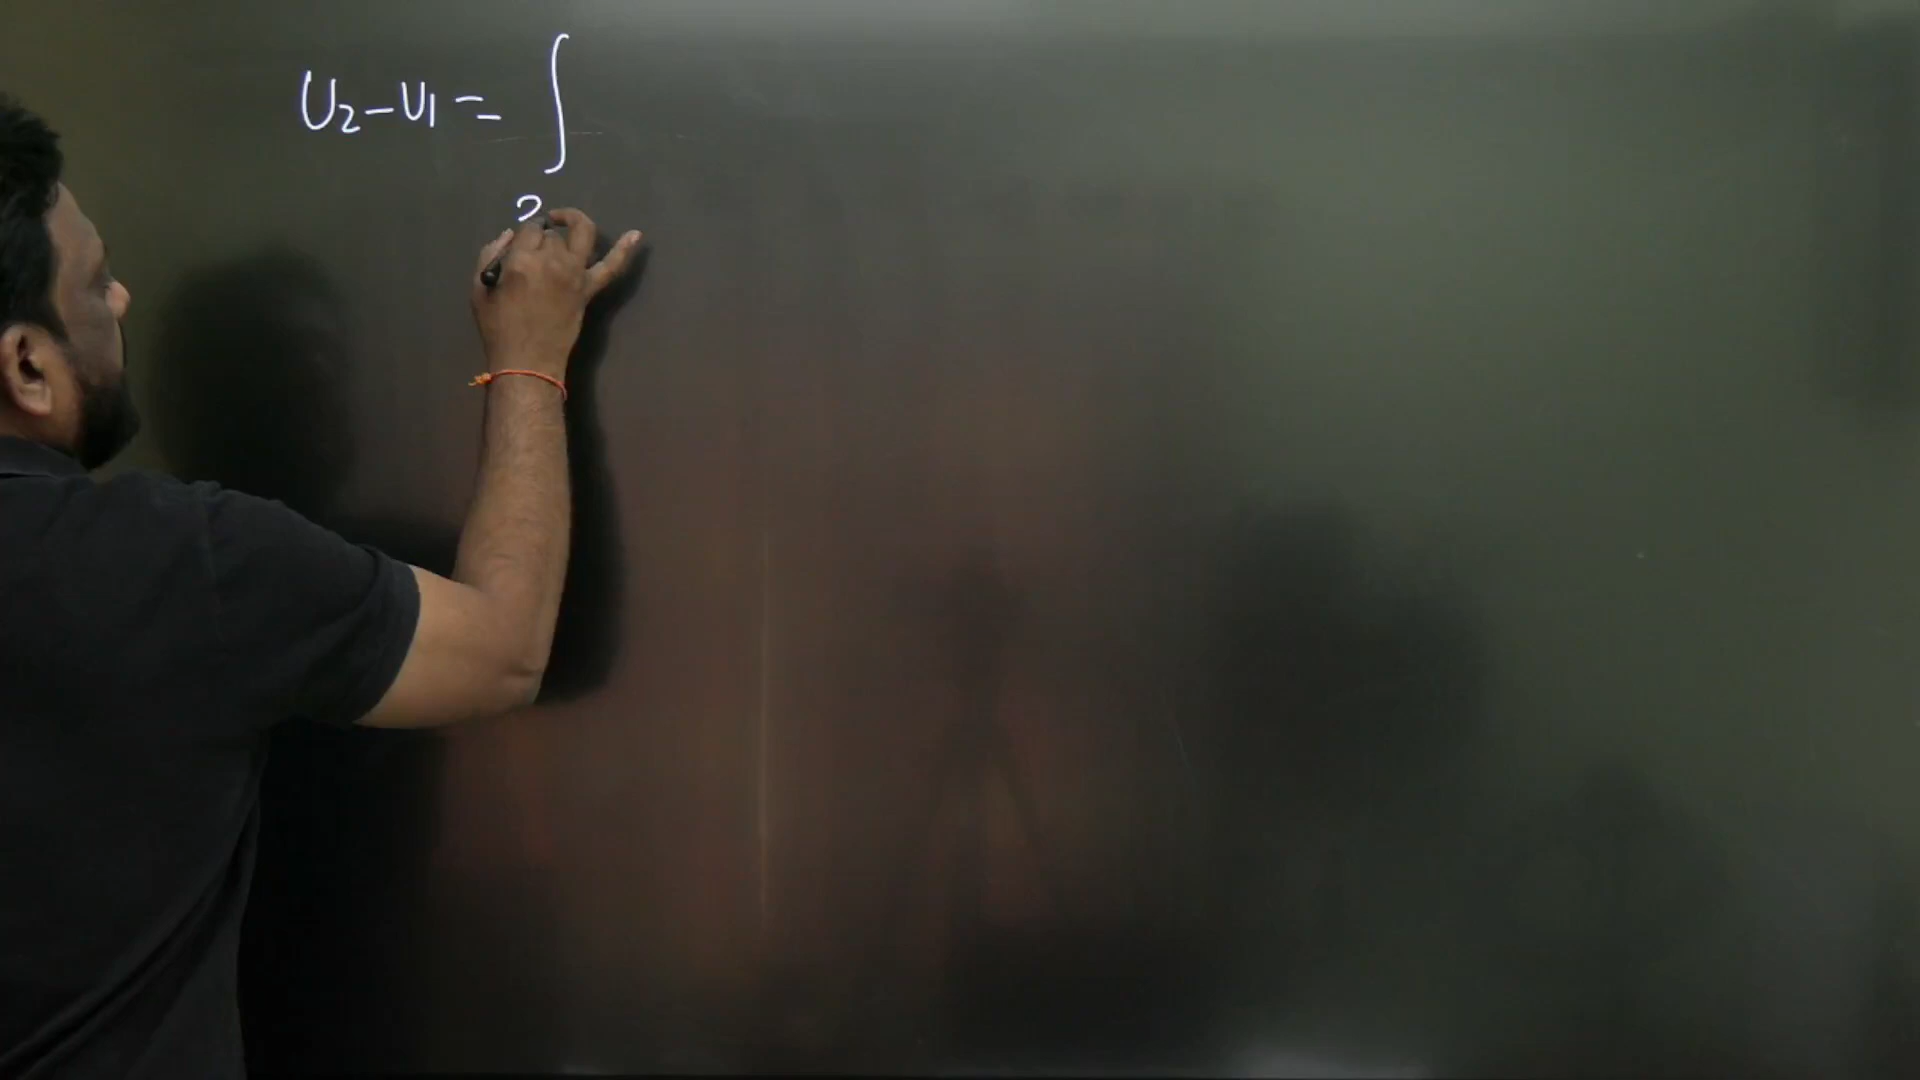 U₂-U₁ = ∫